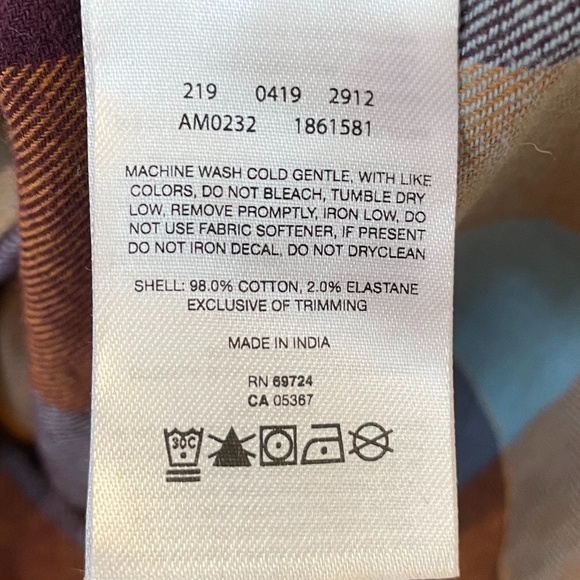 219 0419 2912
AM0232 1861581
MACHINE WASH COLD GENTLE, WITH LIKE
COLORS, DO NOT BLEACH, TUMBLE DRY
LOW, REMOVE PROMPTLY, IRON LOW, DO
NOT USE FABRIC SOFTENER, IF PRESENT
DO NOT IRON DECAL, DO NOT DRYCLEAN
SHELL: 98.0% COTTON, 2.0% ELASTANE
EXCLUSIVE OF TRIMMING
MADE IN INDIA
RN 69724
CA 05367
30C